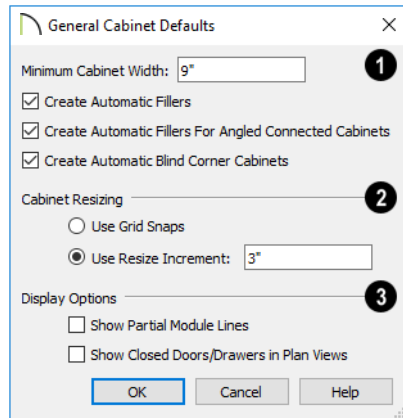 General Cabinet Defaults
Minimum Cabinet Width: 9" 1
Create Automatic Fillers
Create Automatic Fillers For Angled Connected Cabinets
Create Automatic Blind Corner Cabinets
Cabinet Resizing 2
Use Grid Snaps
Use Resize Increment: 3"
Display Options 3
Show Partial Module Lines
Show Closed Doors/Drawers in Plan Views
OK Cancel Help